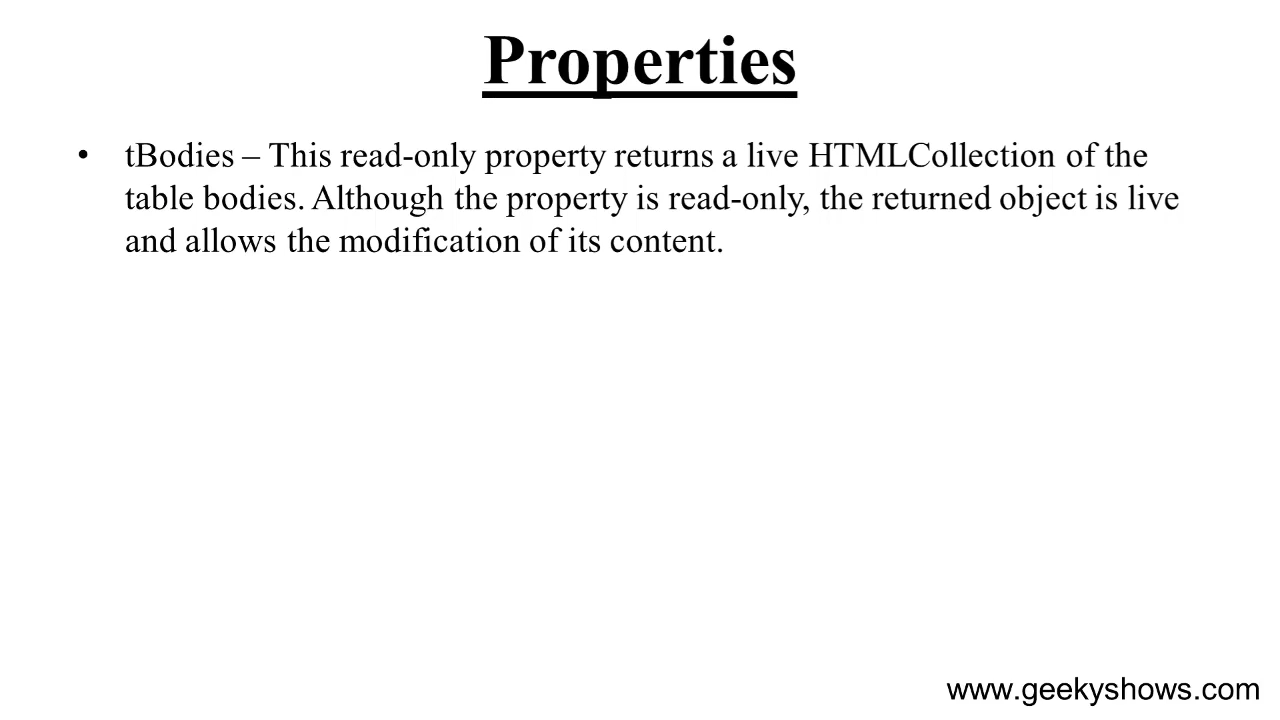 Properties
• tBodies – This read-only property returns a live HTMLCollection of the
table bodies. Although the property is read-only, the returned object is live
and allows the modification of its content.
www.geekyshows.com